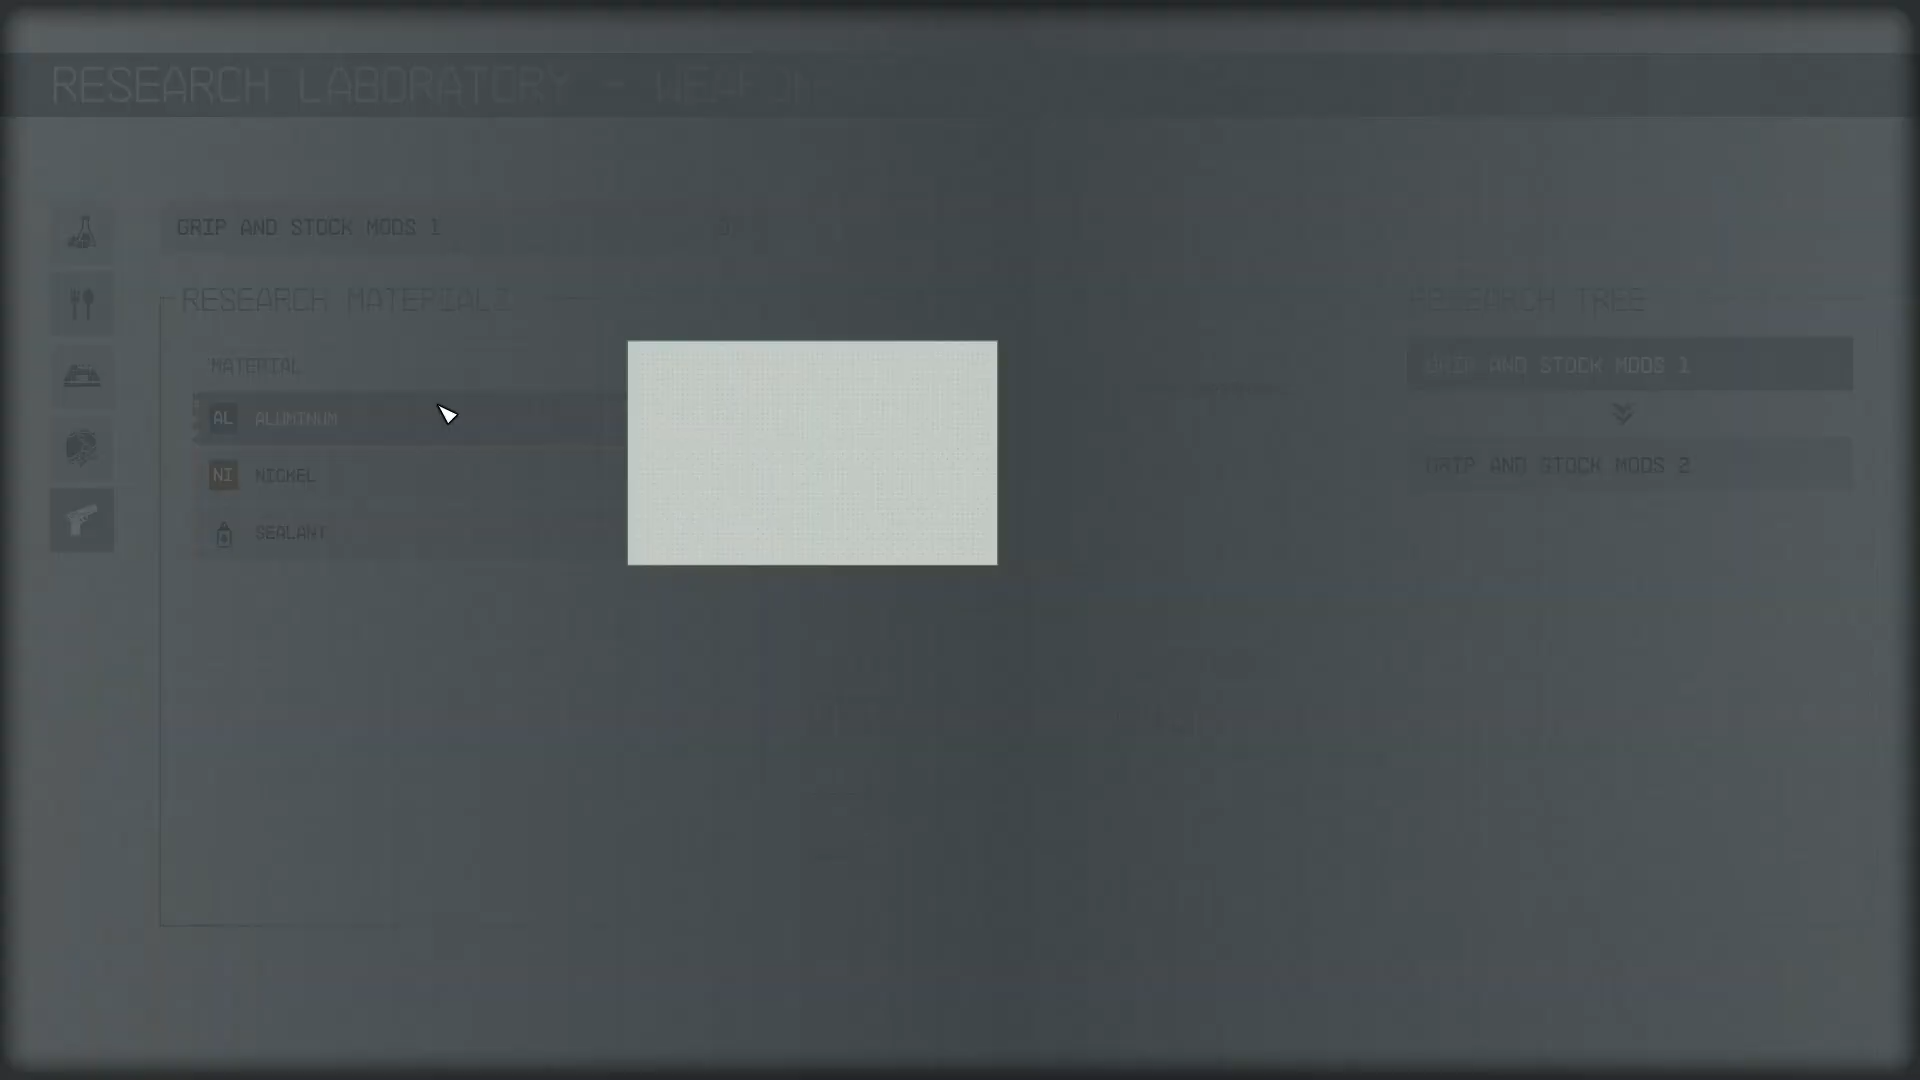 RESEARCH LABORATORY - WEAPON
GRIP AND STOCK MODS 1
RESEARCH MATERIALS
MATERIAL
AL ALUMINUM
NI NICKEL
SEALANT
RESEARCH TREE
GRIP AND STOCK MODS 1
GRIP AND STOCK MODS 2